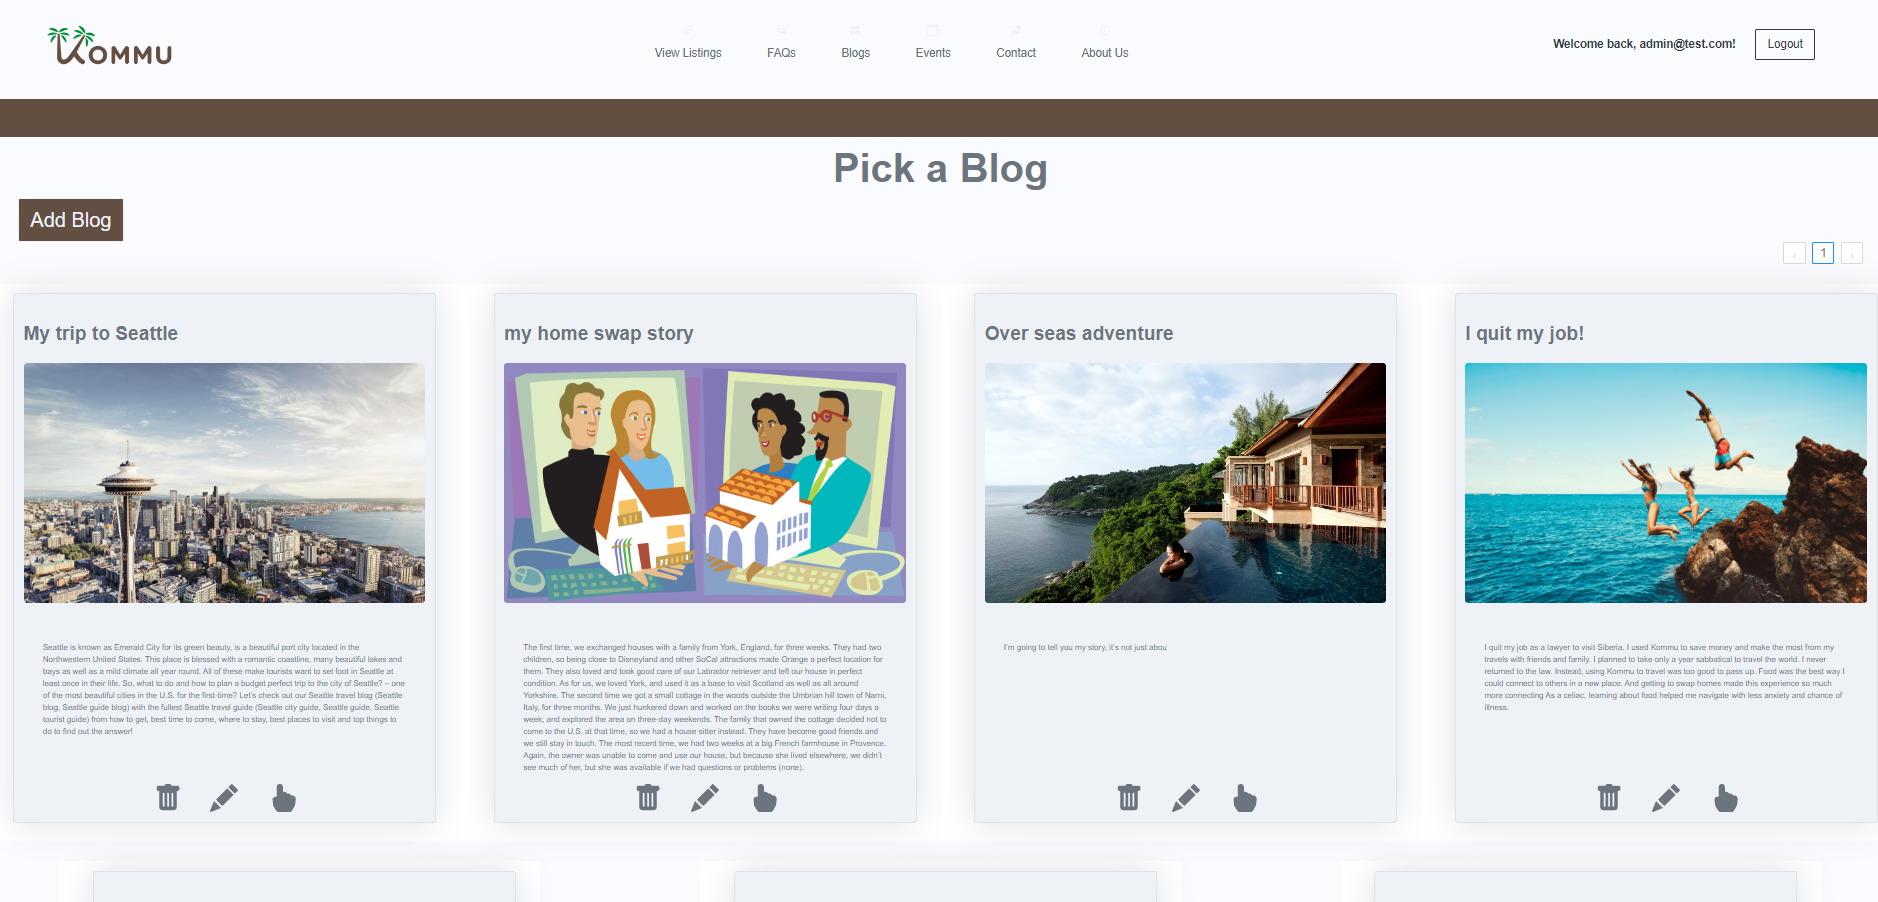 KOMMU
View Listings FAQs Blogs Events Contact About Us
Welcome back, admin@test.com! Logout
Pick a Blog
Add Blog
1
My trip to Seattle
Seattle is known as Emerald City for its green beauty, is a beautiful port city located in the
Northwestern United States. This place is blessed with a romantic coastline, many beautiful lakes and
bays as well as a mild climate all year round. All of these make tourists want to set foot in Seattle at
least once in their life. So, what to do and how to plan a budget perfect trip to the city of Seattle? – one
of the most beautiful cities in the U.S. for the first-time? Let's check out our Seattle travel blog (Seattle
blog, Seattle guide blog) with the fullest Seattle travel guide (Seattle city guide, Seattle guide, Seattle
tourist guide) from how to get, best time to come, where to stay, best places to visit and top things to
do to find out the answer!
my home swap story
The first time, we exchanged houses with a family from York, England, for three weeks. They had two
children, so being close to Disneyland and other SoCal attractions made Orange a perfect location for
them. They also loved and took good care of our Labrador retriever and left our house in perfect
condition. As for us, we loved York, and used it as a base to visit Scotland as well as all around
Yorkshire. The second time we got a small cottage in the woods outside the Umbrian hill town of Narni,
Italy, for three months. We just hunkered down and worked on the books we were writing four days a
week; and explored the area on three-day weekends. The family that owned the cottage decided not to
come to the U.S. at that time, so we had a house sitter instead. They have become good friends and
we still stay in touch. The most recent time, we had two weeks at a big French farmhouse in Provence.
Again, the owner was unable to come and use our house, but because she lived elsewhere, we didn't
see much of her, but she was available if we had questions or problems (none).
Over seas adventure
I'm going to tell you my story, it's not just abou
I quit my job!
I quit my job as a lawyer to visit Siberia. I used Kommu to save money and make the most from my
travels with friends and family. I planned to take only a year sabbatical to travel the world. I never
returned to the law. Instead, using Kommu to travel was too good to pass up. Food was the best way I
could connect to others in a new place. And getting to swap homes made this experience so much
more connecting As a celiac, learning about food helped me navigate with less anxiety and chance of
illness.